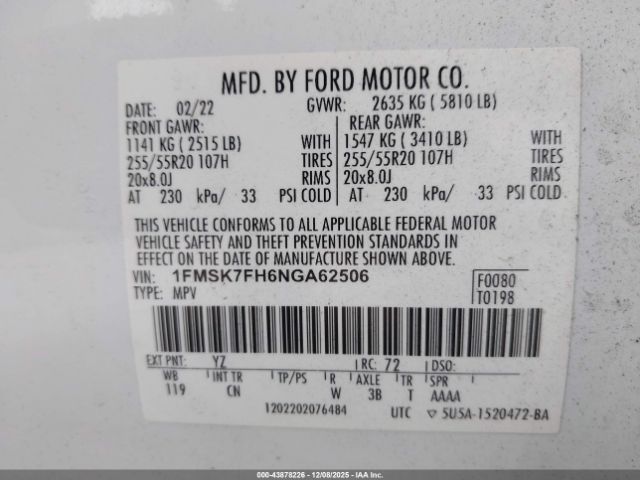 MFD. BY FORD MOTOR CO.
DATE: 02/22 GVWR: 2635 KG ( 5810 LB)
FRONT GAWR: REAR GAWR:
1141 KG ( 2515 LB) WITH 1547 KG ( 3410 LB) WITH
255/55R20 107H TIRES 255/55R20 107H TIRES
20x8.0J RIMS 20x8.0J RIMS
AT 230 kPa/ 33 PSI COLD AT 230 kPa/ 33 PSI COLD
THIS VEHICLE CONFORMS TO ALL APPLICABLE FEDERAL MOTOR
VEHICLE SAFETY AND THEFT PREVENTION STANDARDS IN
EFFECT ON THE DATE OF MANUFACTURE SHOWN ABOVE.
VIN: 1FMSK7FH6NGA62506 F0080
TYPE: MPV T0198
EXT PNT: YZ RC: 72 DSO:
WB INT TR TP/PS R AXLE TR SPR
119 CN W 3B T AAAA
1202202076484 UTC ▽ 5U5A-1520472-BA
000-43878226 - 12/08/2025 - IAAI.COM